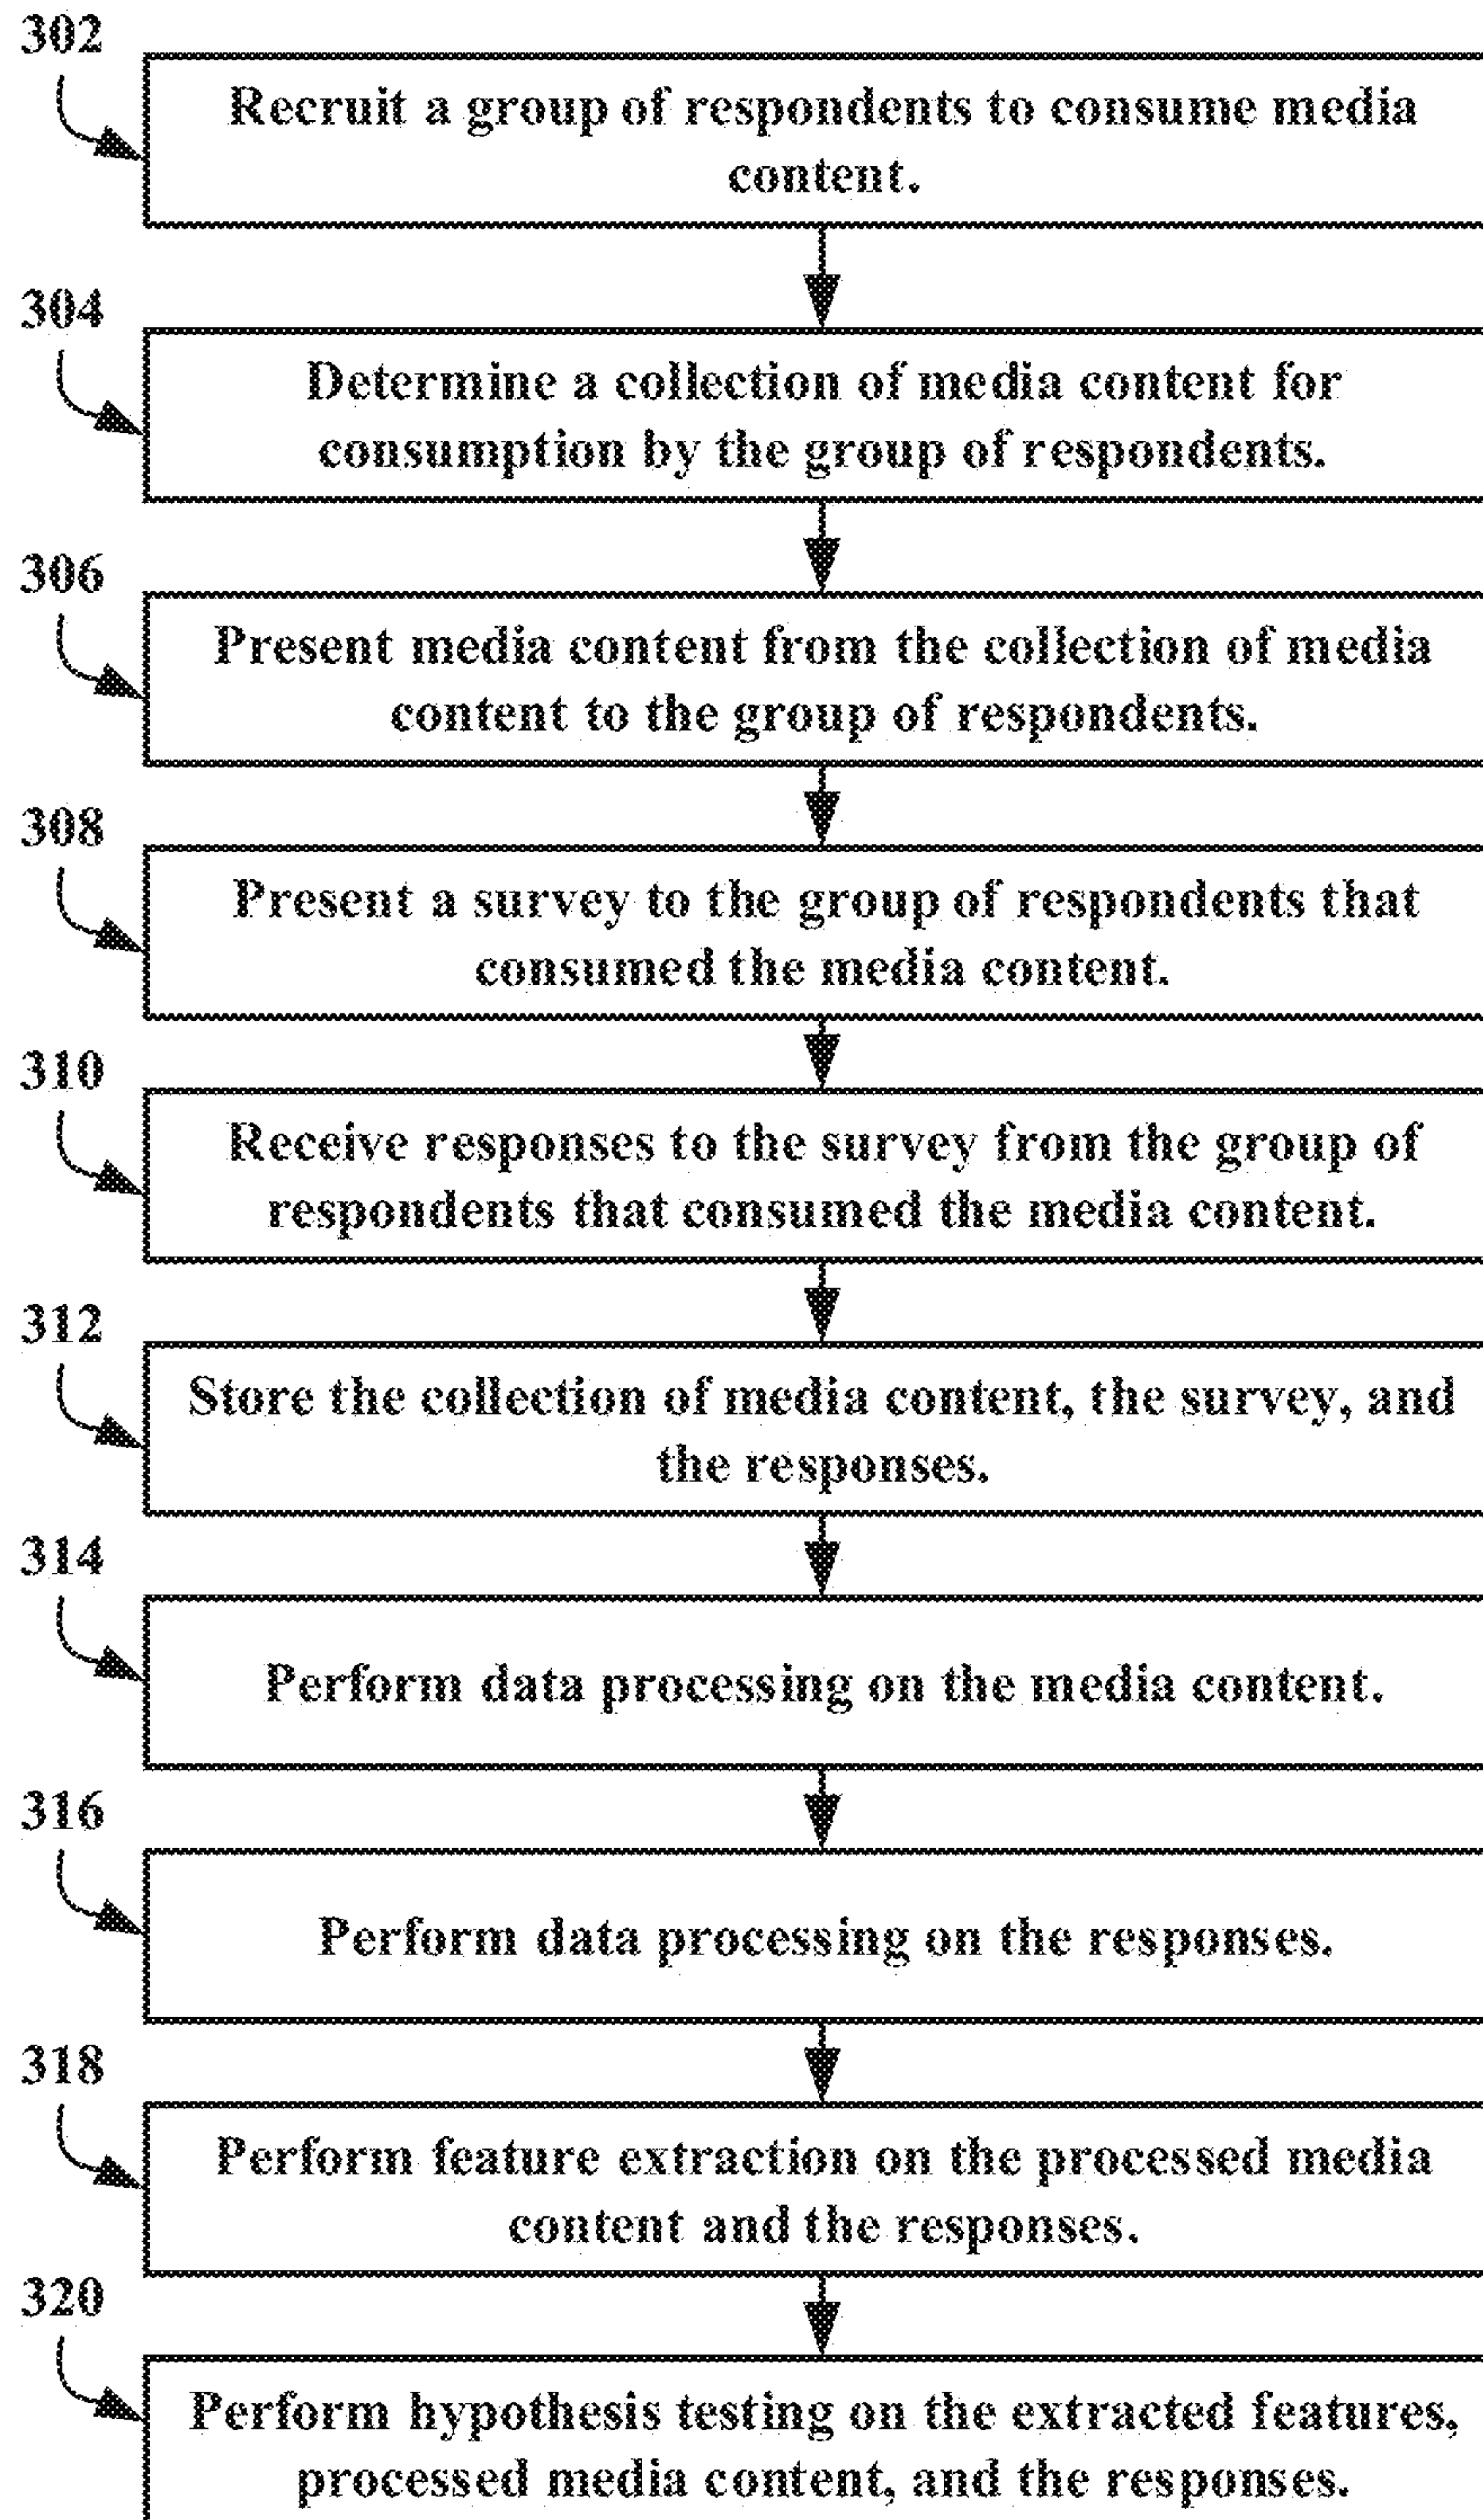 302
Recruit a group of respondents to consume media
content.
304
Determine a collection of media content for
consumption by the group of respondents.
306
Present media content from the collection of media
content to the group of respondents.
308
Present a survey to the group of respondents that
consumed the media content.
310
Receive responses to the survey from the group of
respondents that consumed the media content.
312
Store the collection of media content, the survey, and
the responses.
314
Perform data processing on the media content.
316
Perform data processing on the responses.
318
Perform feature extraction on the processed media
content and the responses.
320
Perform hypothesis testing on the extracted features,
processed media content, and the responses.